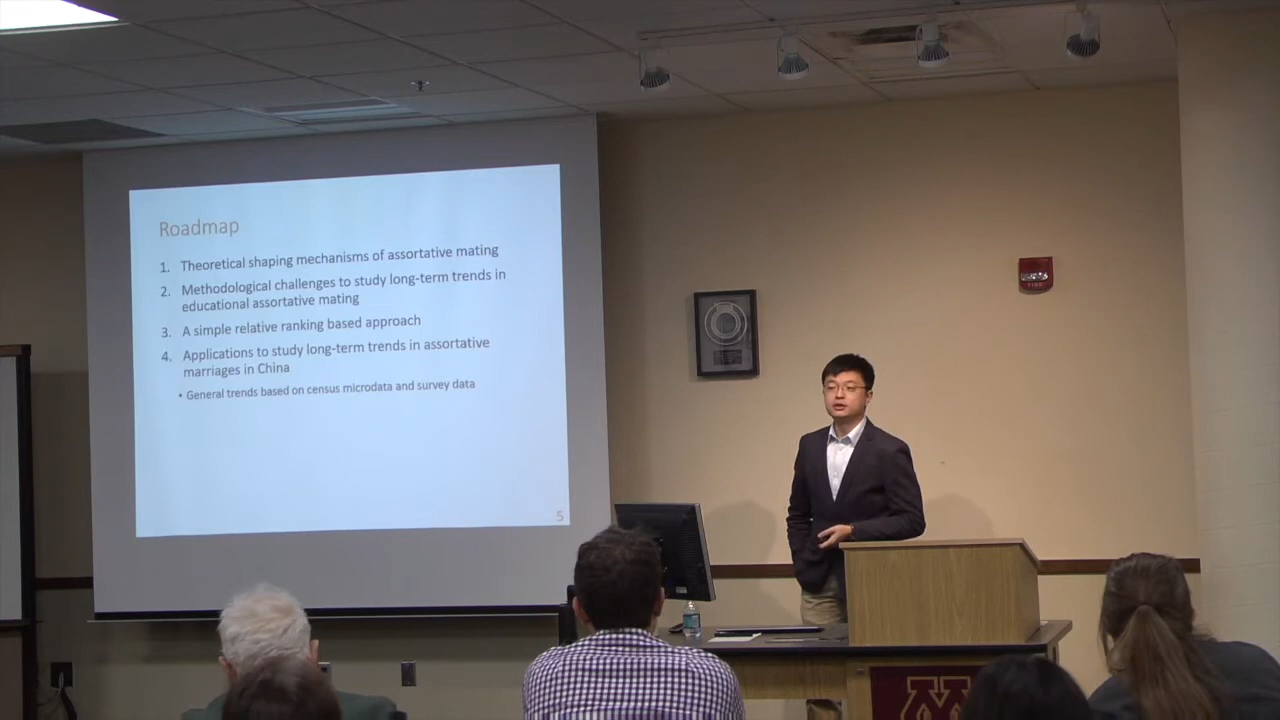 Roadmap
1. Theoretical shaping mechanisms of assortative mating
2. Methodological challenges to study long-term trends in
educational assortative mating
3. A simple relative ranking based approach
4. Applications to study long-term trends in assortative
marriages in China
• General trends based on census microdata and survey data
5
FIRE
M